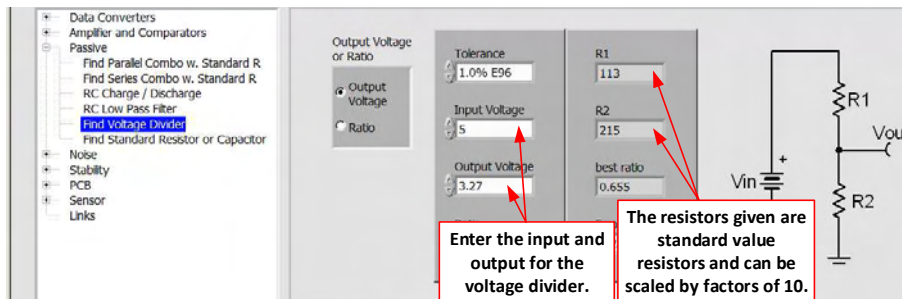 Data Converters
Amplifier and Comparators
Passive
Find Parallel Combo w. Standard R
Find Series Combo w. Standard R
RC Charge / Discharge
RC Low Pass Filter
Find Voltage Divider
Find Standard Resistor or Capacitor
Noise
Stability
PCB
Sensor
Links
Output Voltage
or Ratio
Output
Voltage
Ratio
Tolerance
1.0% E96
Input Voltage
5
Output Voltage
3.27
R1
113
R2
215
best ratio
0.655
Enter the input and
output for the
voltage divider.
The resistors given are
standard value
resistors and can be
scaled by factors of 10.
+
Vin
R1
Vou
R2